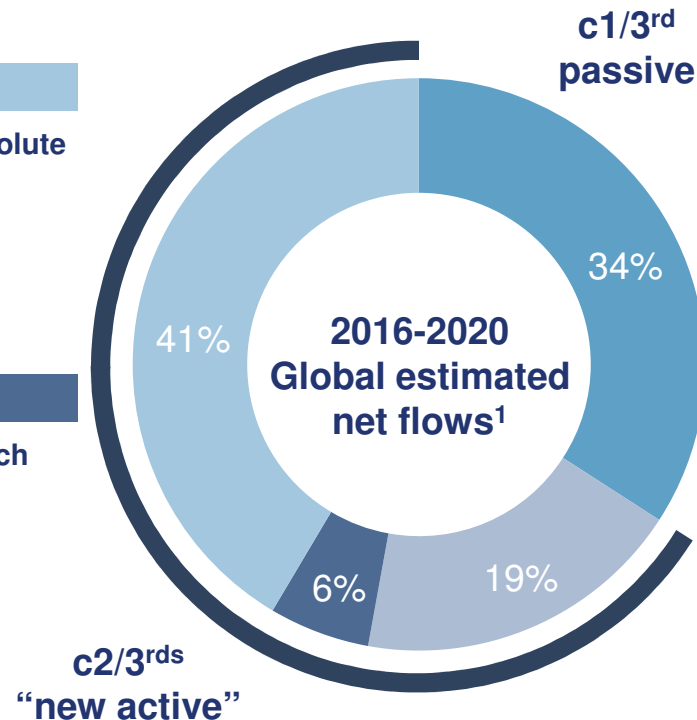 c1/3rd
passive
olute
34%
41%
2016-2020
Global estimated
net flows1
ch
6%
19%
c2/3rds
“new active”